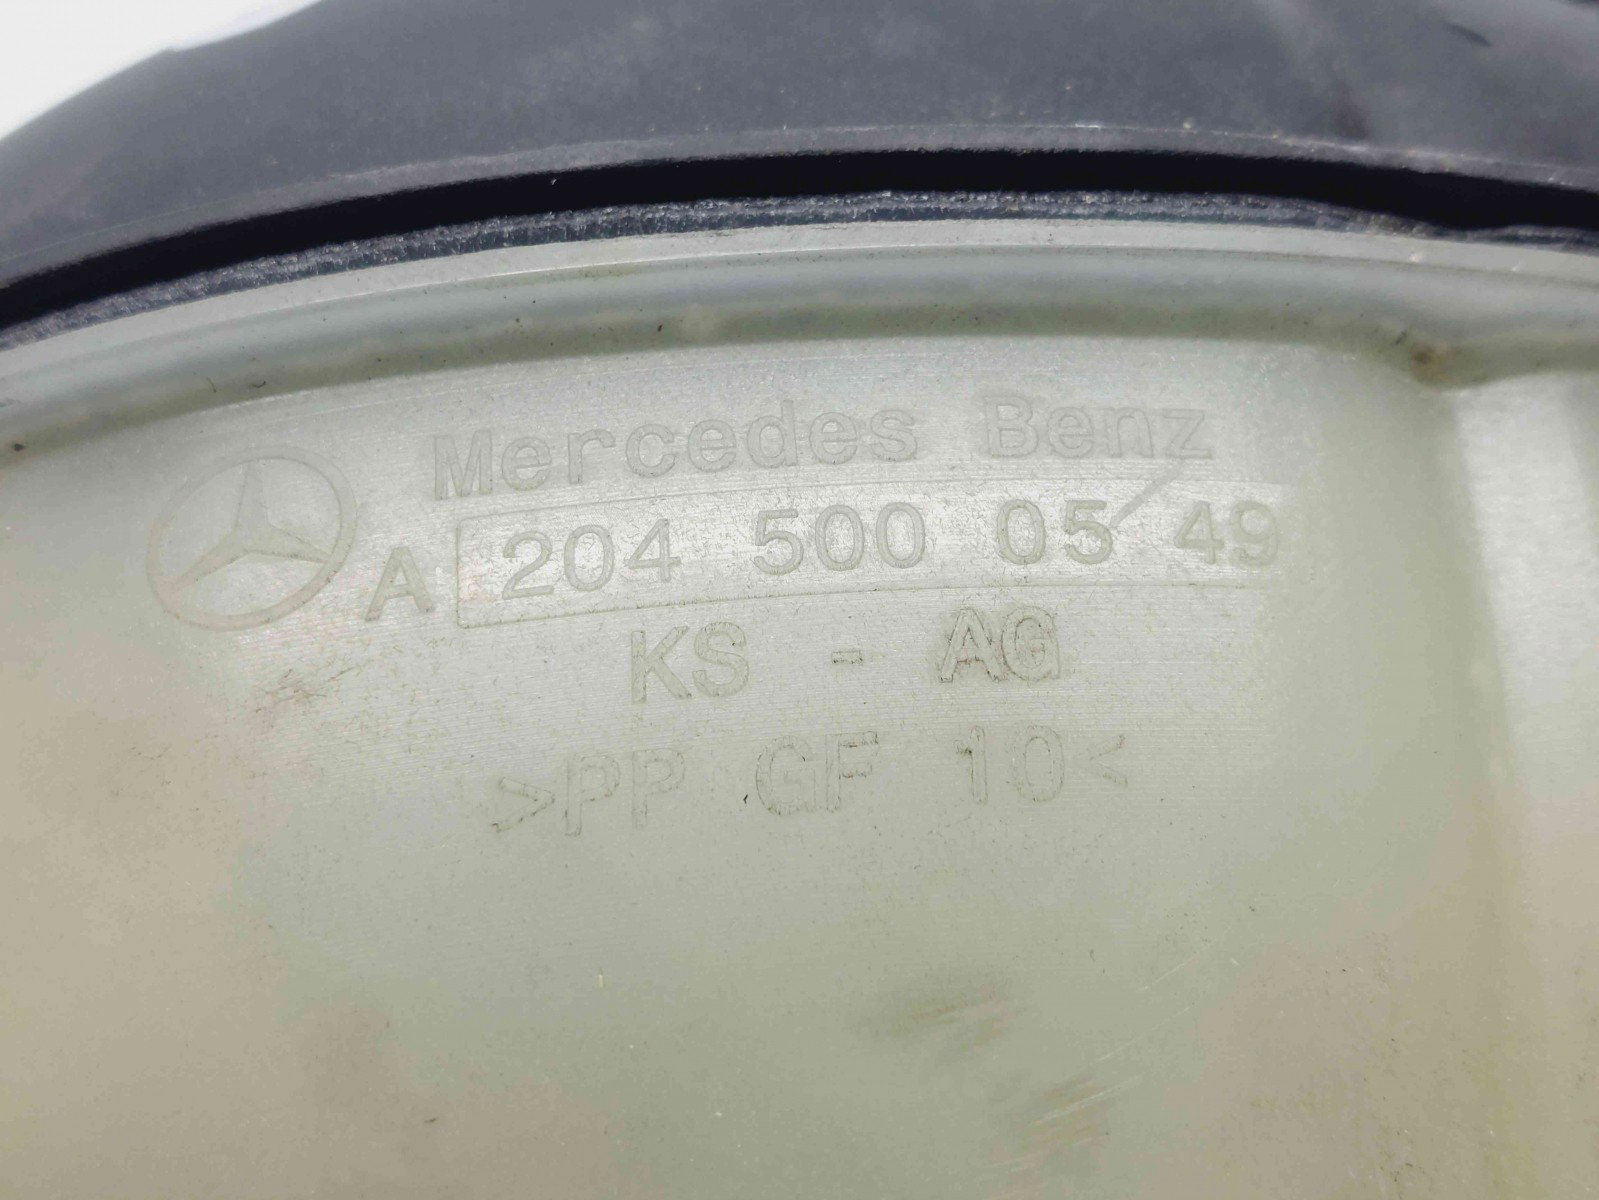 Mercedes Benz
A 204 500 05 49
KS - AG
>PP GF 10<